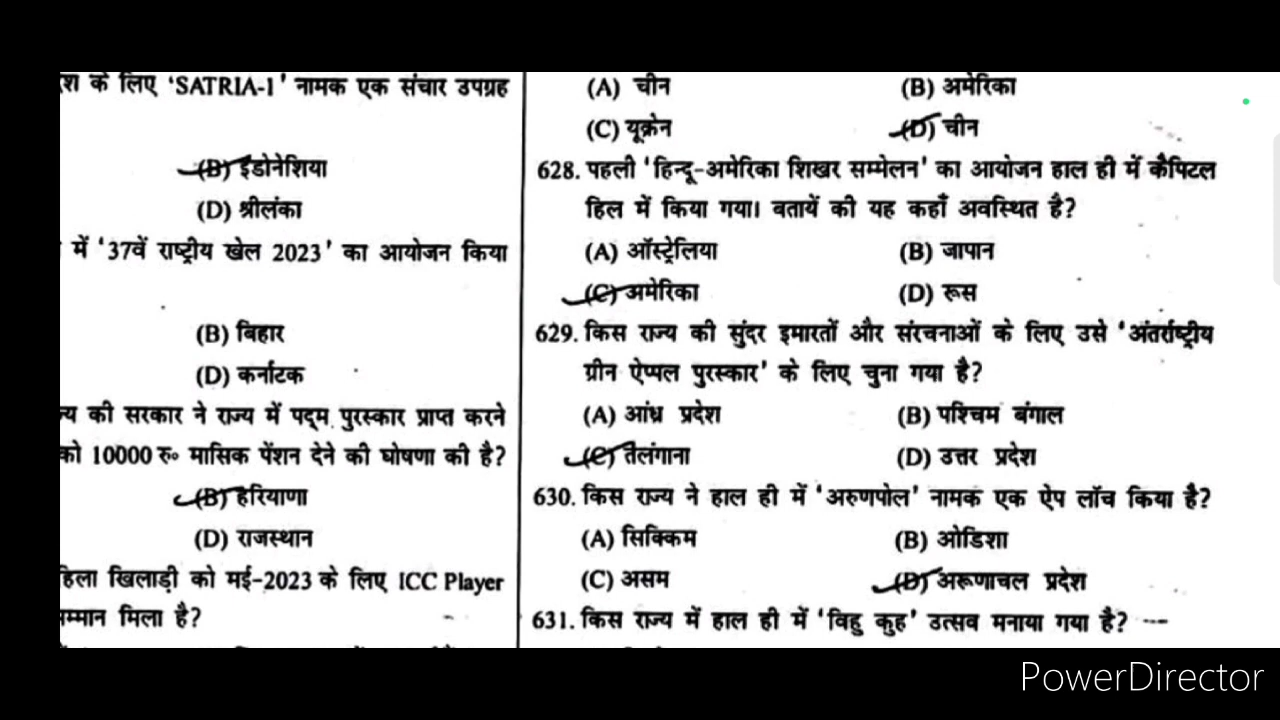 श के लिए 'SATRIA-1' नामक एक संचार उपग्रह
(B) इंडोनेशिया
(D) श्रीलंका
में '37वें राष्ट्रीय खेल 2023' का आयोजन किया
(B) बिहार
(D) कर्नाटक
की सरकार ने राज्य में पद्म पुरस्कार प्राप्त करने
को 10000 रु० मासिक पेंशन देने की घोषणा की है?
(B) हरियाणा
(D) राजस्थान
हिला खिलाड़ी को मई-2023 के लिए ICC Player
म्मान मिला है?
(A) चीन (B) अमेरिका
(C) यूक्रेन (D) चीन
628. पहली 'हिन्दू-अमेरिका शिखर सम्मेलन' का आयोजन हाल ही में कैपिटल
हिल में किया गया। बतायें की यह कहाँ अवस्थित है?
(A) ऑस्ट्रेलिया (B) जापान
(C) अमेरिका (D) रूस
629. किस राज्य की सुंदर इमारतों और संरचनाओं के लिए उसे 'अंतर्राष्ट्रीय
ग्रीन ऐप्पल पुरस्कार' के लिए चुना गया है?
(A) आंध्र प्रदेश (B) पश्चिम बंगाल
(C) तेलंगाना (D) उत्तर प्रदेश
630. किस राज्य ने हाल ही में 'अरुणपोल' नामक एक ऐप लॉच किया है?
(A) सिक्किम (B) ओडिशा
(C) असम (D) अरूणाचल प्रदेश
631. किस राज्य में हाल ही में 'विहु कुह' उत्सव मनाया गया है?
PowerDirector